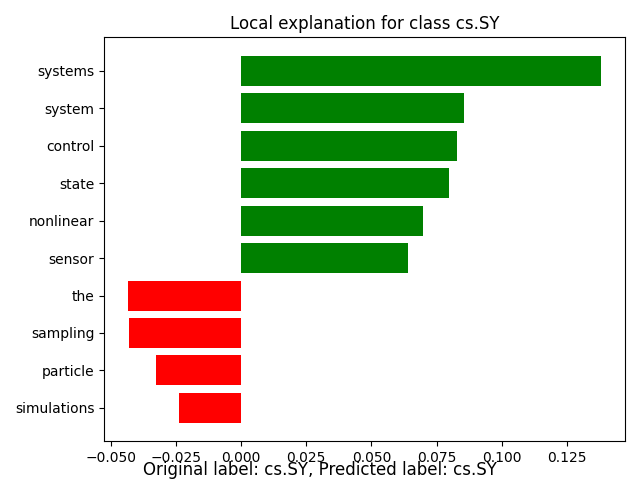 Local explanation for class cs.SY
systems
system
control
state
nonlinear
sensor
the
sampling
particle
simulations
−0.050 −0.025 0.000 0.025 0.050 0.075 0.100 0.125
Original label: cs.SY, Predicted label: cs.SY